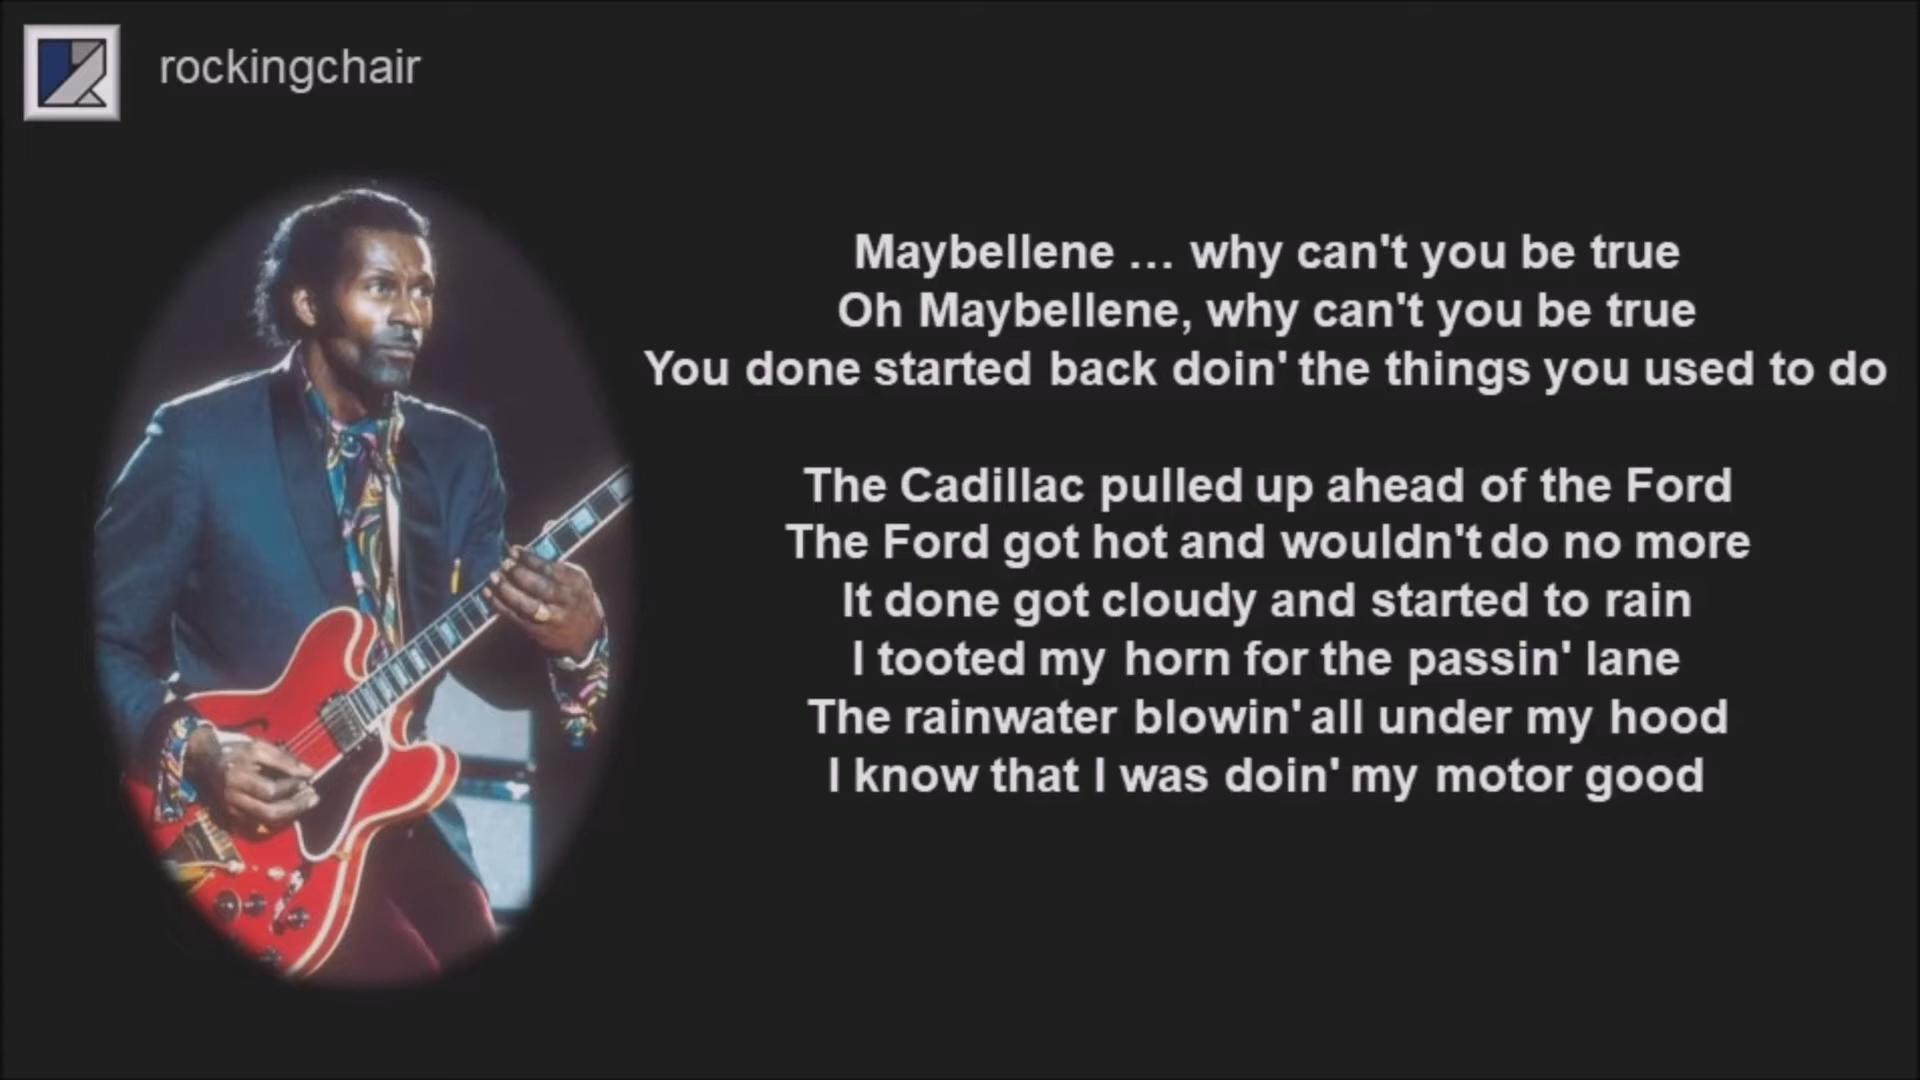 rockingchair
Maybellene ... why can't you be true
Oh Maybellene, why can't you be true
You done started back doin' the things you used to do
The Cadillac pulled up ahead of the Ford
The Ford got hot and wouldn't do no more
It done got cloudy and started to rain
I tooted my horn for the passin' lane
The rainwater blowin' all under my hood
I know that I was doin' my motor good